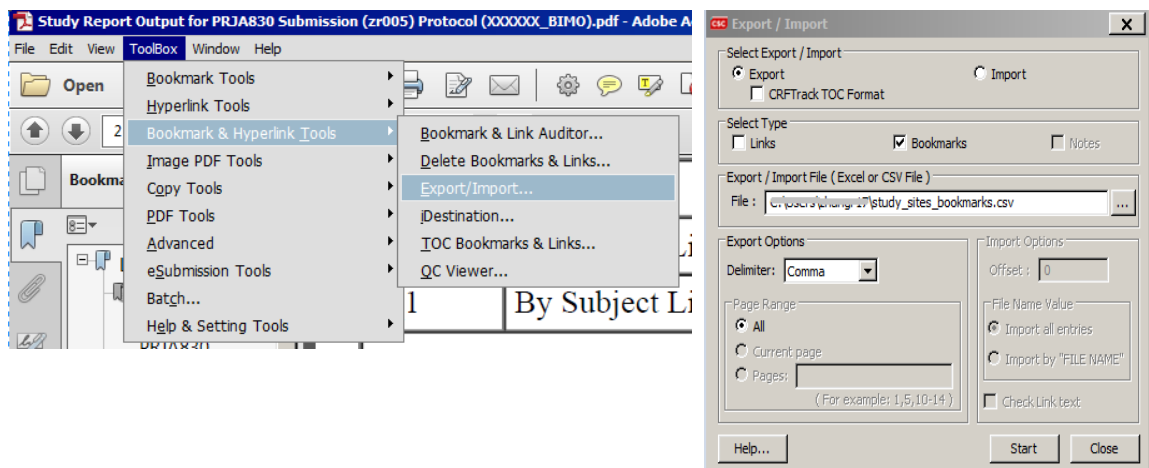 Study Report Output for PRJA830 Submission (zr005) Protocol (XXXXXX_BIMO).pdf - Adobe A
File Edit View ToolBox Window Help
Open
2
Bookma
Bookmark Tools
Hyperlink Tools
Bookmark & Hyperlink Tools
Image PDF Tools
Copy Tools
PDF Tools
Advanced
eSubmission Tools
Batch...
Help & Setting Tools
Bookmark & Link Auditor...
Delete Bookmarks & Links...
Export/Import...
iDestination...
TOC Bookmarks & Links...
QC Viewer...
1 By Subject Li
PRJA830
CSC Export / Import
Select Export / Import
Export Import
CRFTrack TOC Format
Select Type
Links Bookmarks Notes
Export / Import File ( Excel or CSV File )
File : \study_sites_bookmarks.csv ...
Export Options
Delimiter: Comma
Page Range
All
Current page
Pages:
( For example: 1,5,10-14 )
Import Options
Offset : 0
File Name Value
Import all entries
Import by "FILE NAME"
Check Link text
Help... Start Close